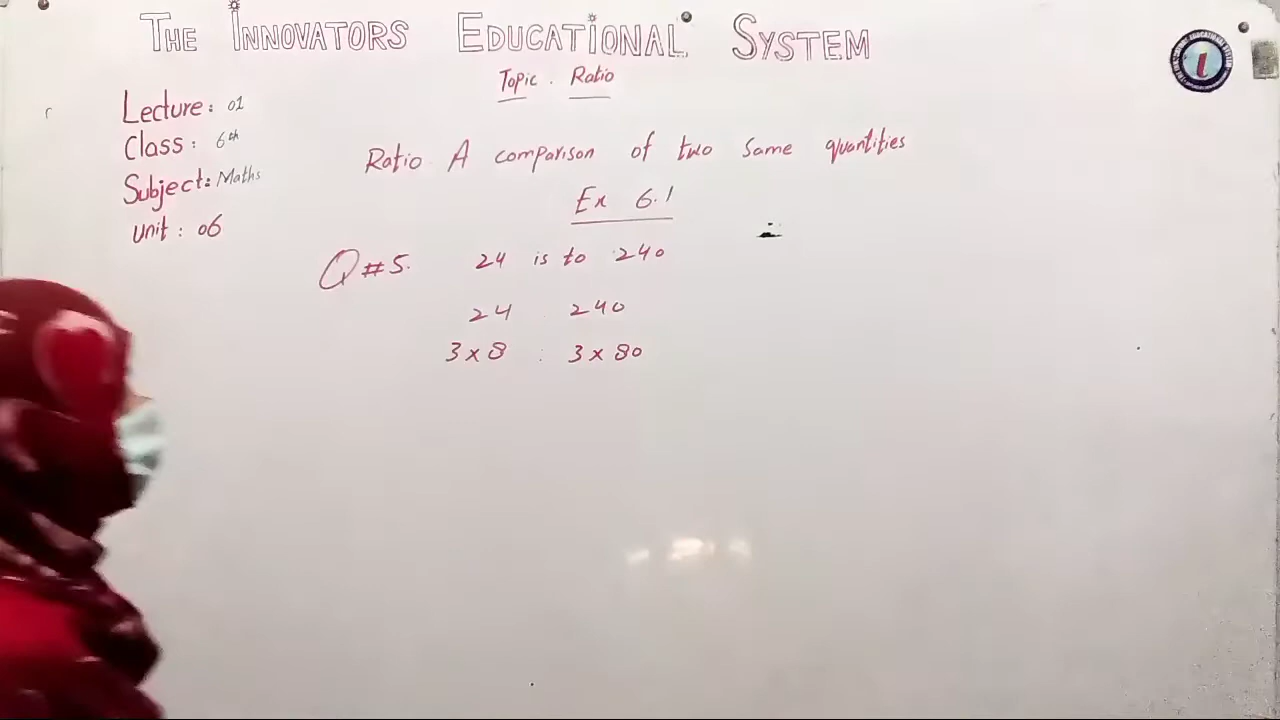 THE INNOVATORS EDUCATIONAL SYSTEM
Topic . Ratio
Lecture: 01
Class: 6th
Subject: Maths
Unit: 06
Ratio A comparison of two same quantities
Ex 6.1
Q#5. 24 is to 240
24 240
3 x 8 : 3 x 80